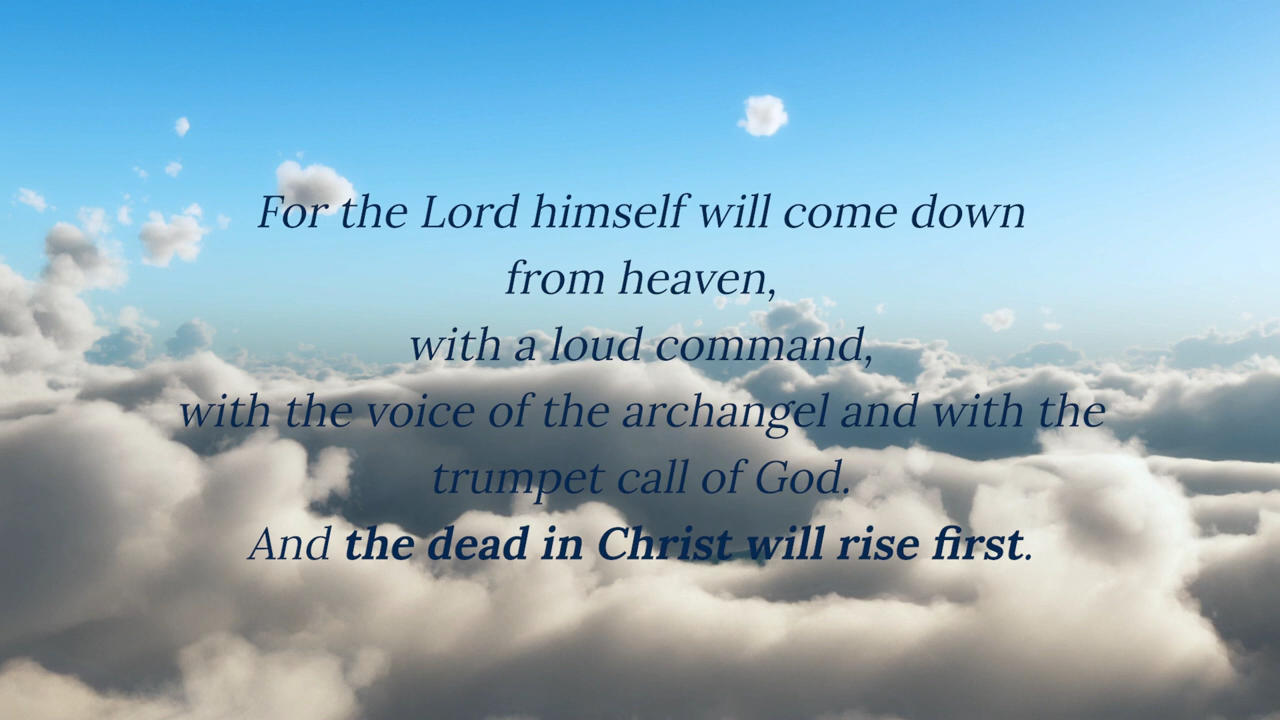 For the Lord himself will come down
from heaven,
with a loud command,
with the voice of the archangel and with the
trumpet call of God.
And the dead in Christ will rise first.